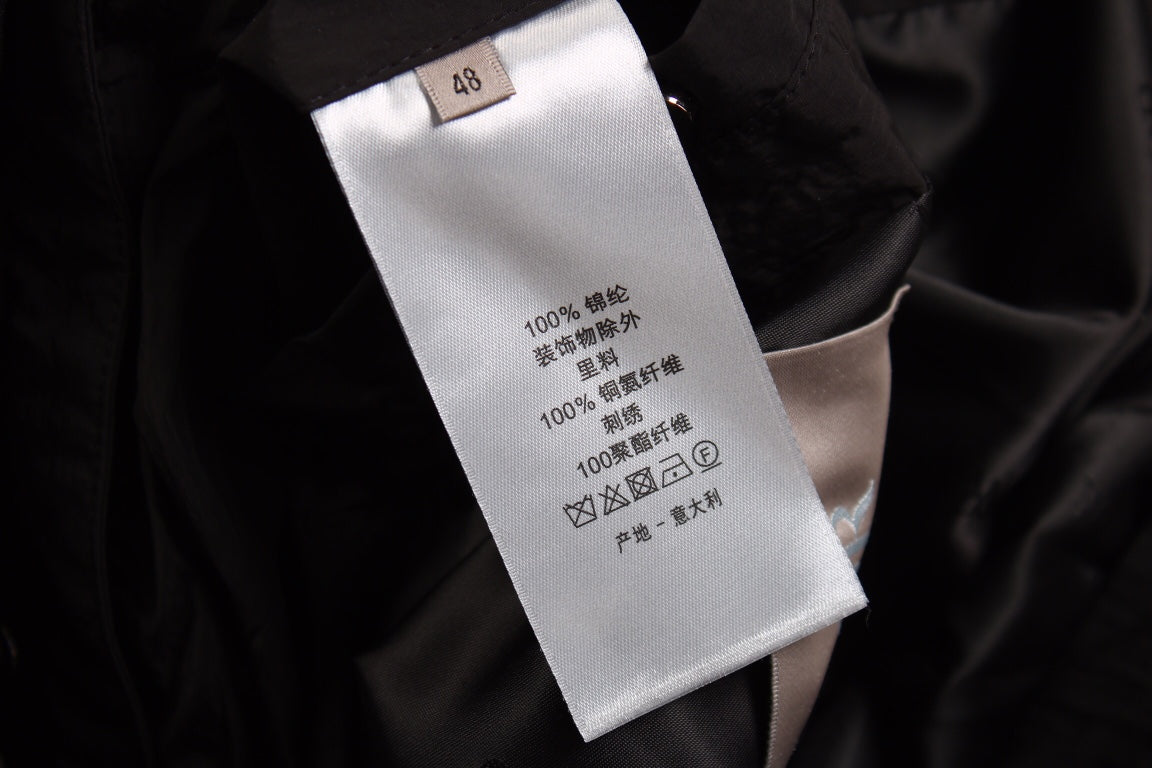 48
100% 锦纶
装饰物除外
里料
100% 铜氨纤维
刺绣
100聚酯纤维
F
产地 - 意大利